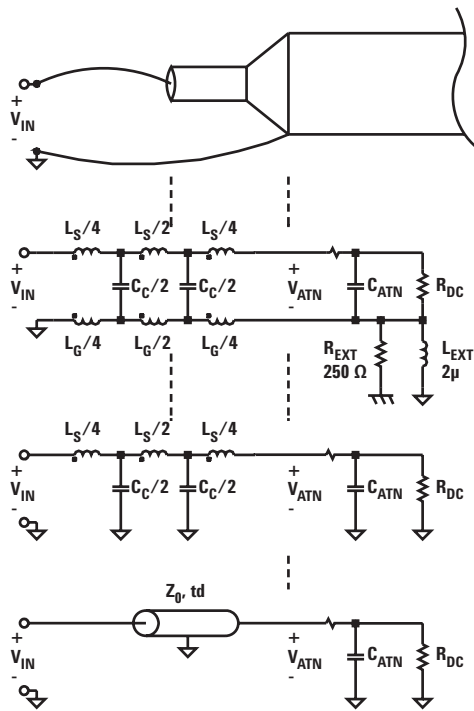 +
V_IN
-
L_S/4 L_S/2 L_S/4
+
V_IN
-
C_C/2 C_C/2
+
V_ATN
-
C_ATN
R_DC
L_G/4 L_G/2 L_G/4
R_EXT
250 Ω
L_EXT
2μ
L_S/4 L_S/2 L_S/4
+
V_IN
-
C_C/2 C_C/2
+
V_ATN
-
C_ATN
R_DC
Z_0, td
+
V_IN
-
+
V_ATN
-
C_ATN
R_DC